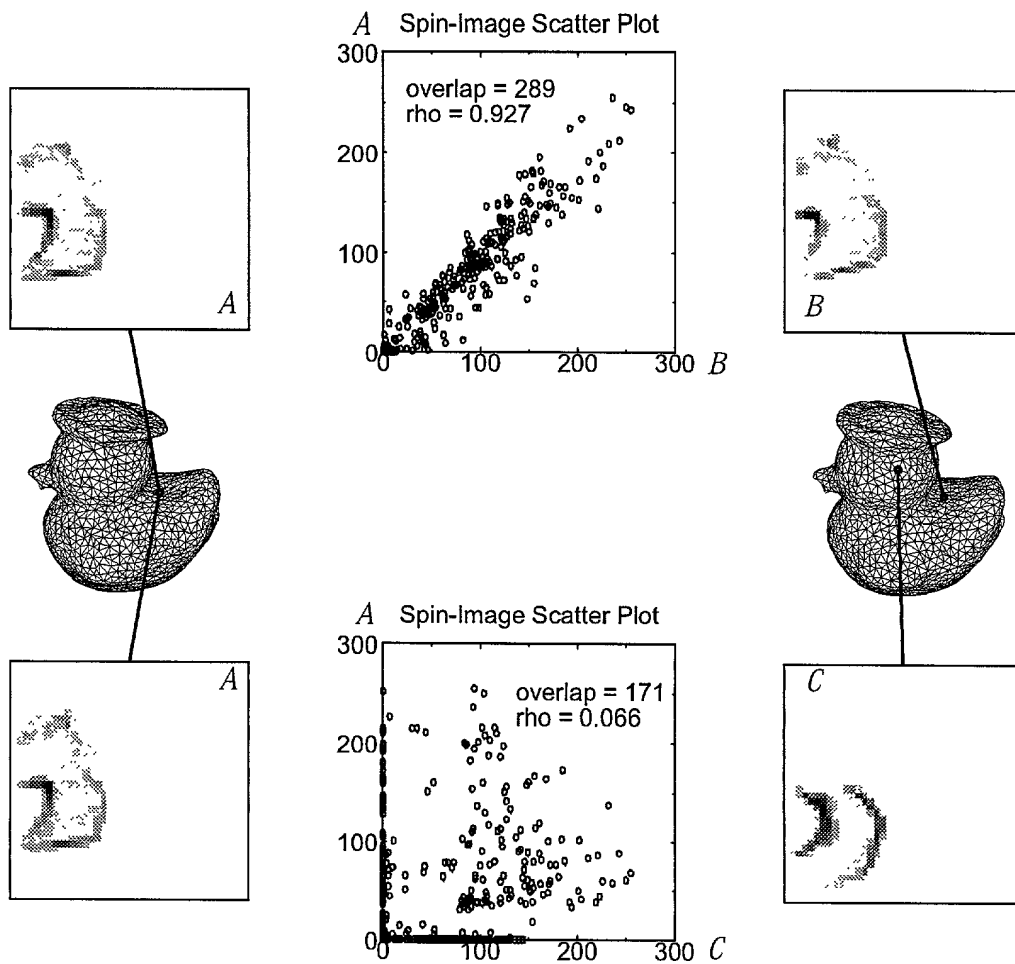 A Spin-Image Scatter Plot
300
overlap = 289
rho = 0.927
200
100
0
0 100 200 300
B
A
B
A Spin-Image Scatter Plot
300
overlap = 171
rho = 0.066
200
100
0
0 100 200 300
C
A
C